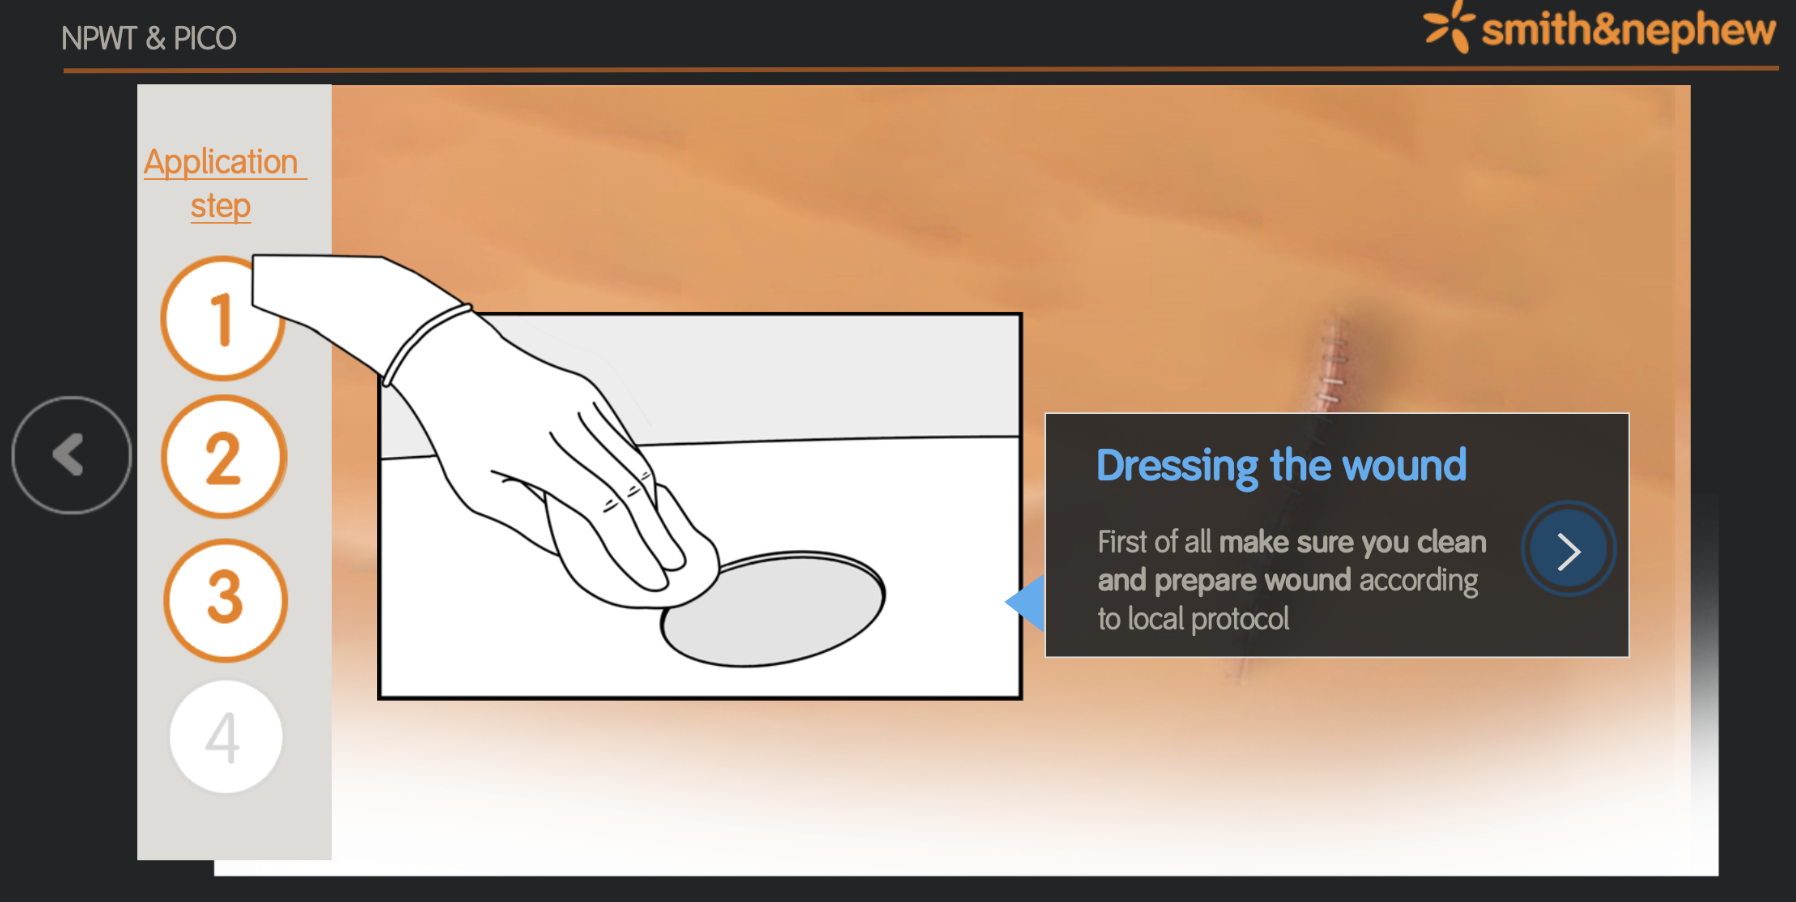 NPWT & PICO
smith&nephew
Application
step
1
2
3
4
Dressing the wound
First of all make sure you clean
and prepare wound according
to local protocol